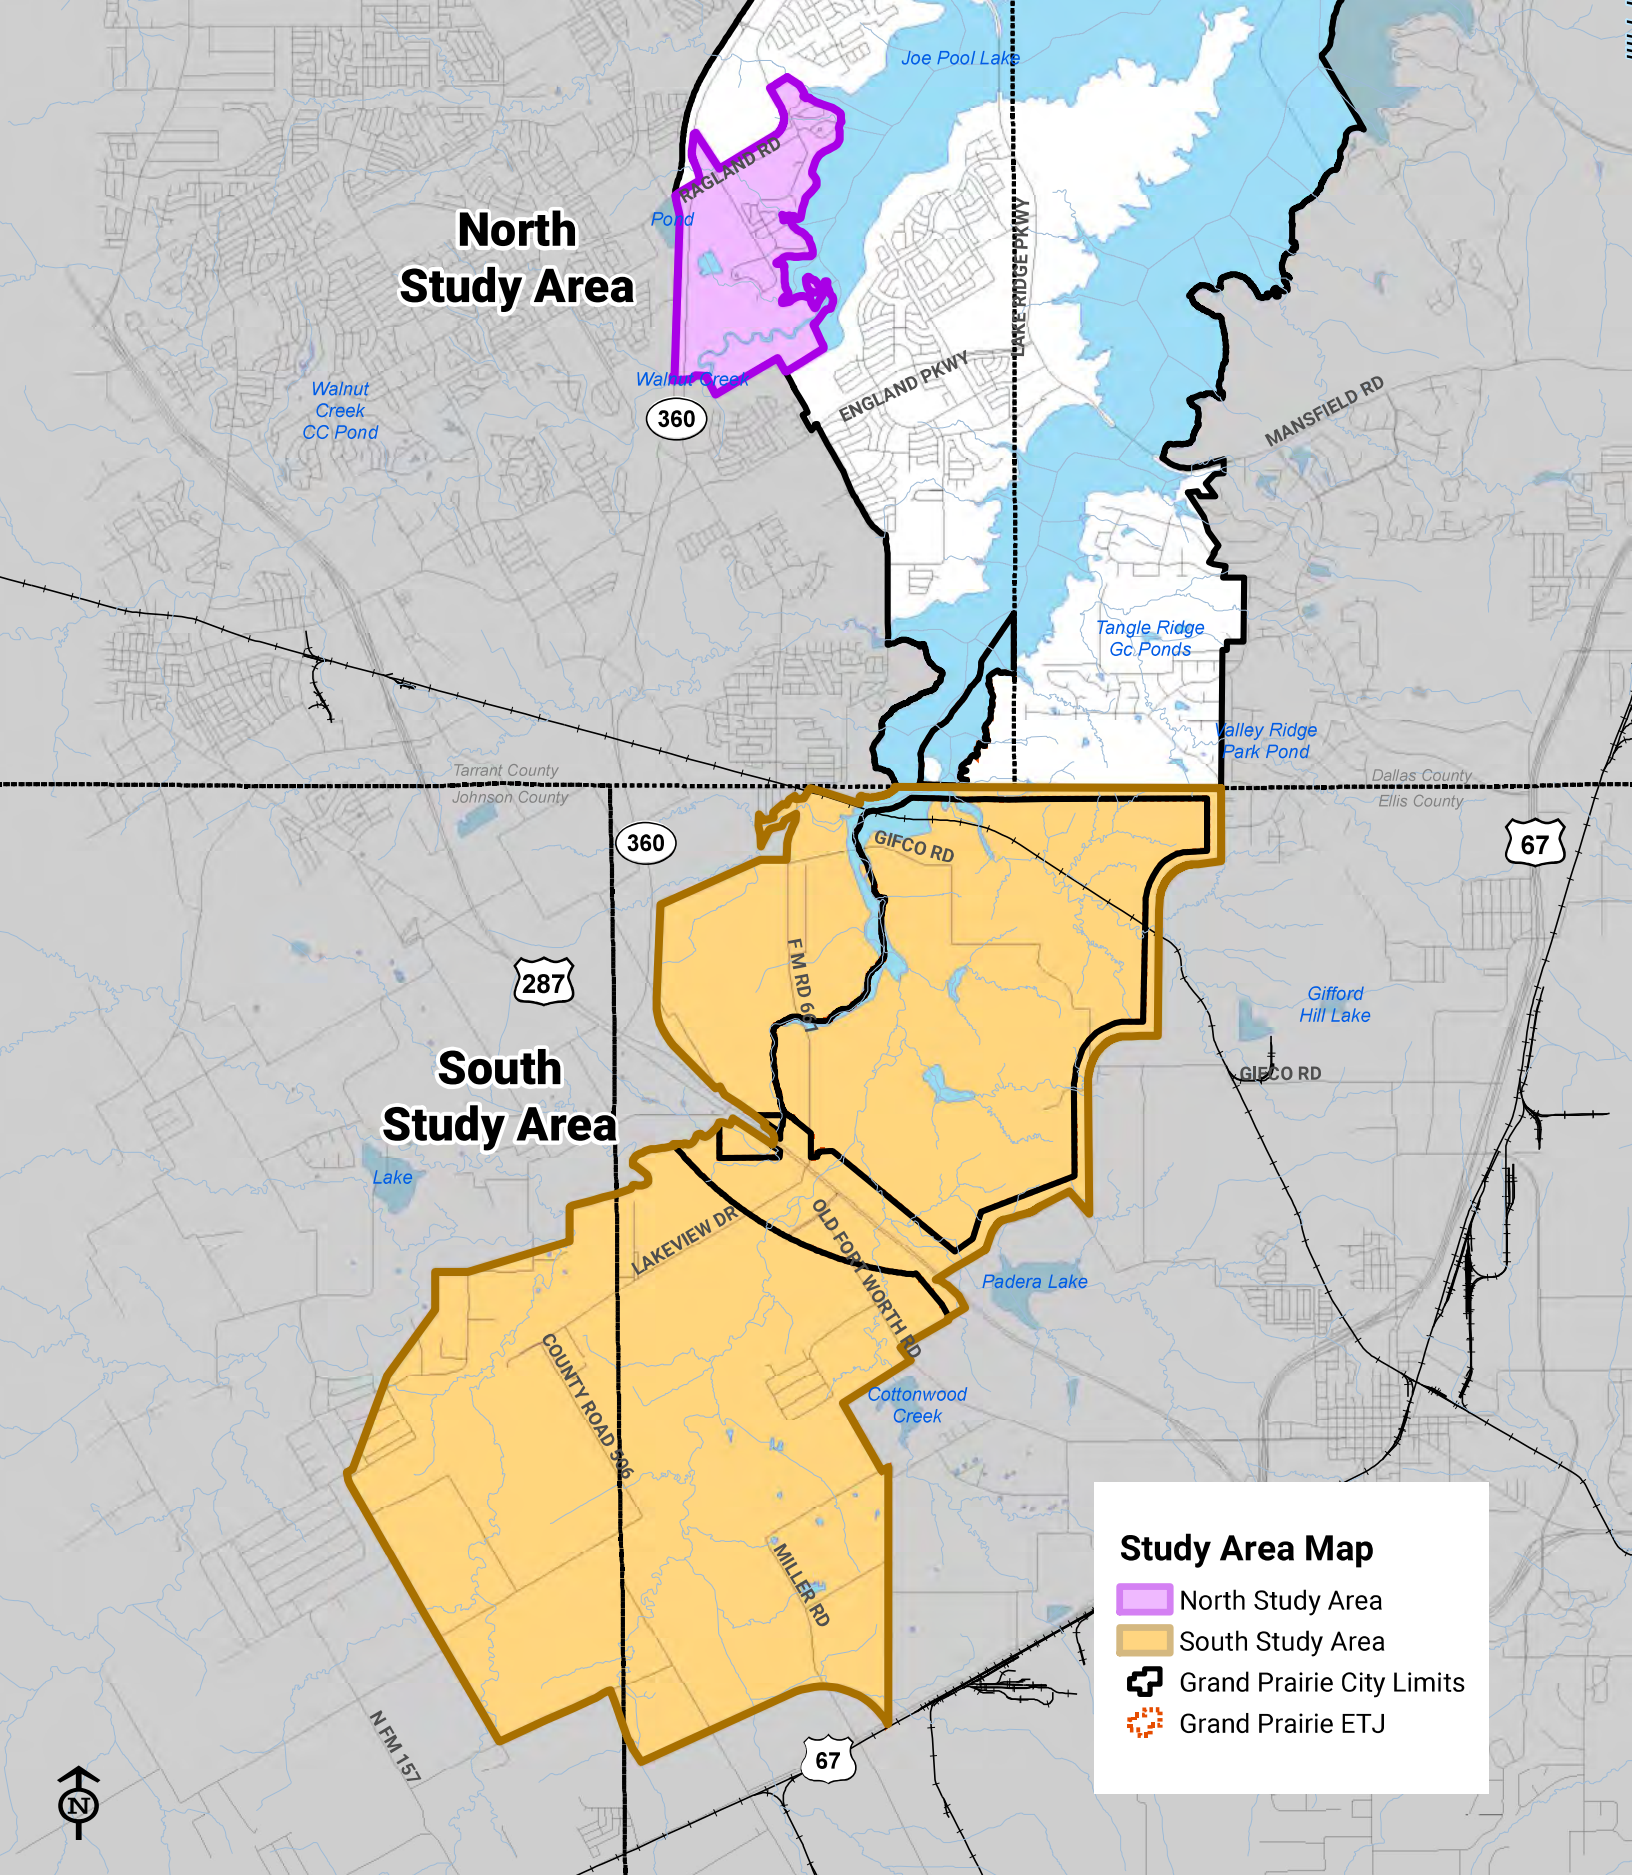 Joe Pool Lake
RAGLAND RD
Pond
North
Study Area
LAKE RIDGE PKWY
Walnut Creek
ENGLAND PKWY
MANSFIELD RD
Walnut
Creek
CC Pond
360
Tangle Ridge
Gc Ponds
Valley Ridge
Park Pond
Tarrant County
Johnson County
Dallas County
Ellis County
360
GIFCO RD
67
F M RD 661
287
Gifford
Hill Lake
South
Study Area
GIFCO RD
Lake
LAKEVIEW DR
OLD FORT WORTH RD
Padera Lake
COUNTY ROAD 506
Cottonwood
Creek
MILLER RD
N FM 157
67
N
Study Area Map
North Study Area
South Study Area
Grand Prairie City Limits
Grand Prairie ETJ